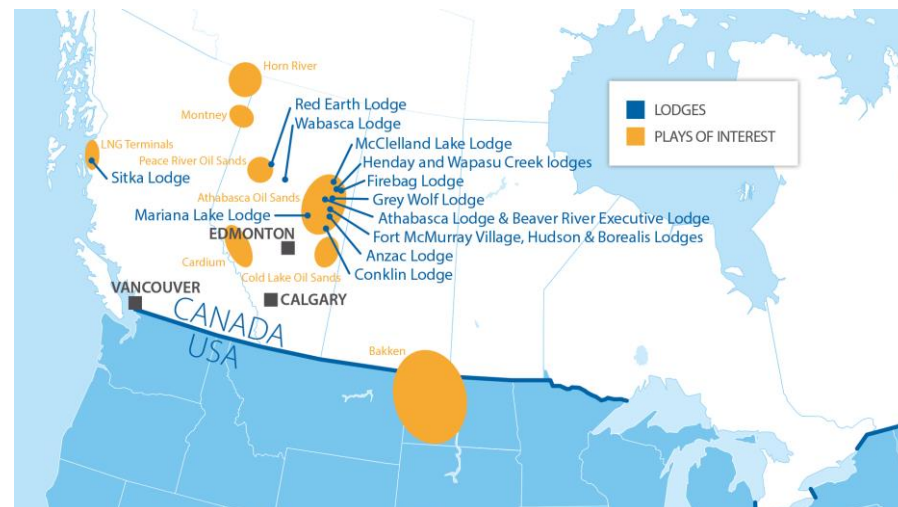 Horn River
Montney
Red Earth Lodge
Wabasca Lodge
LNG Terminals
Peace River Oil Sands
Sitka Lodge
McClelland Lake Lodge
Henday and Wapasu Creek lodges
Firebag Lodge
Athabasca Oil Sands
Grey Wolf Lodge
Mariana Lake Lodge
Athabasca Lodge & Beaver River Executive Lodge
EDMONTON
Fort McMurray Village, Hudson & Borealis Lodges
Anzac Lodge
Cardium
Cold Lake Oil Sands
Conklin Lodge
VANCOUVER
CALGARY
CANADA
USA
Bakken
LODGES
PLAYS OF INTEREST